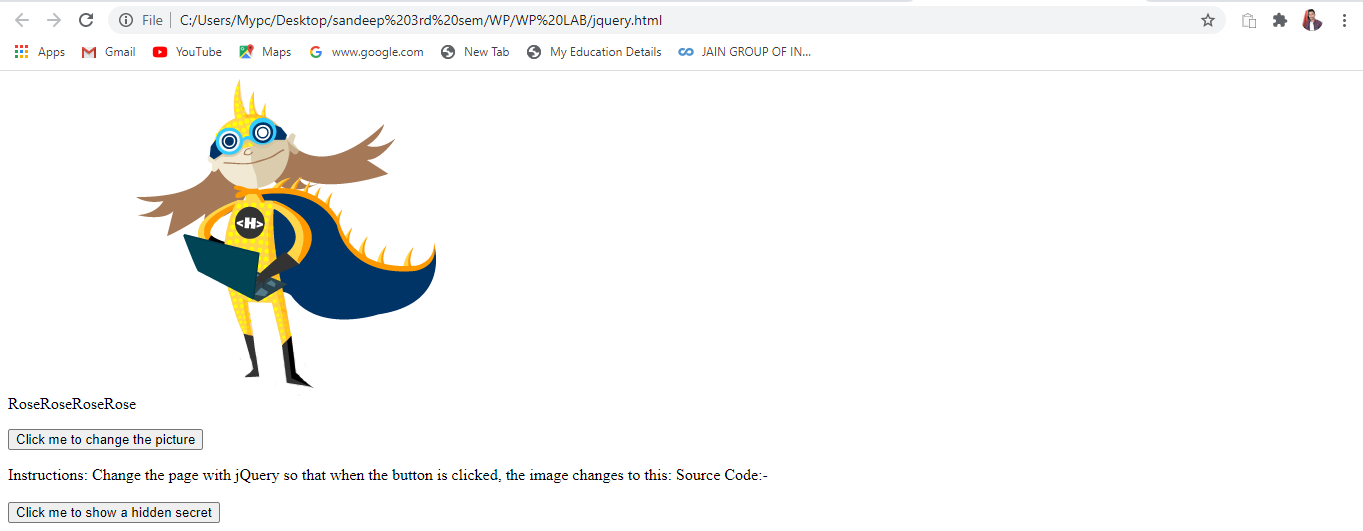 File C:/Users/Mypc/Desktop/sandeep%203rd%20sem/WP/WP%20LAB/jquery.html
Apps Gmail YouTube Maps www.google.com New Tab My Education Details JAIN GROUP OF IN...
<H>
RoseRoseRoseRose
Click me to change the picture
Instructions: Change the page with jQuery so that when the button is clicked, the image changes to this: Source Code:-
Click me to show a hidden secret